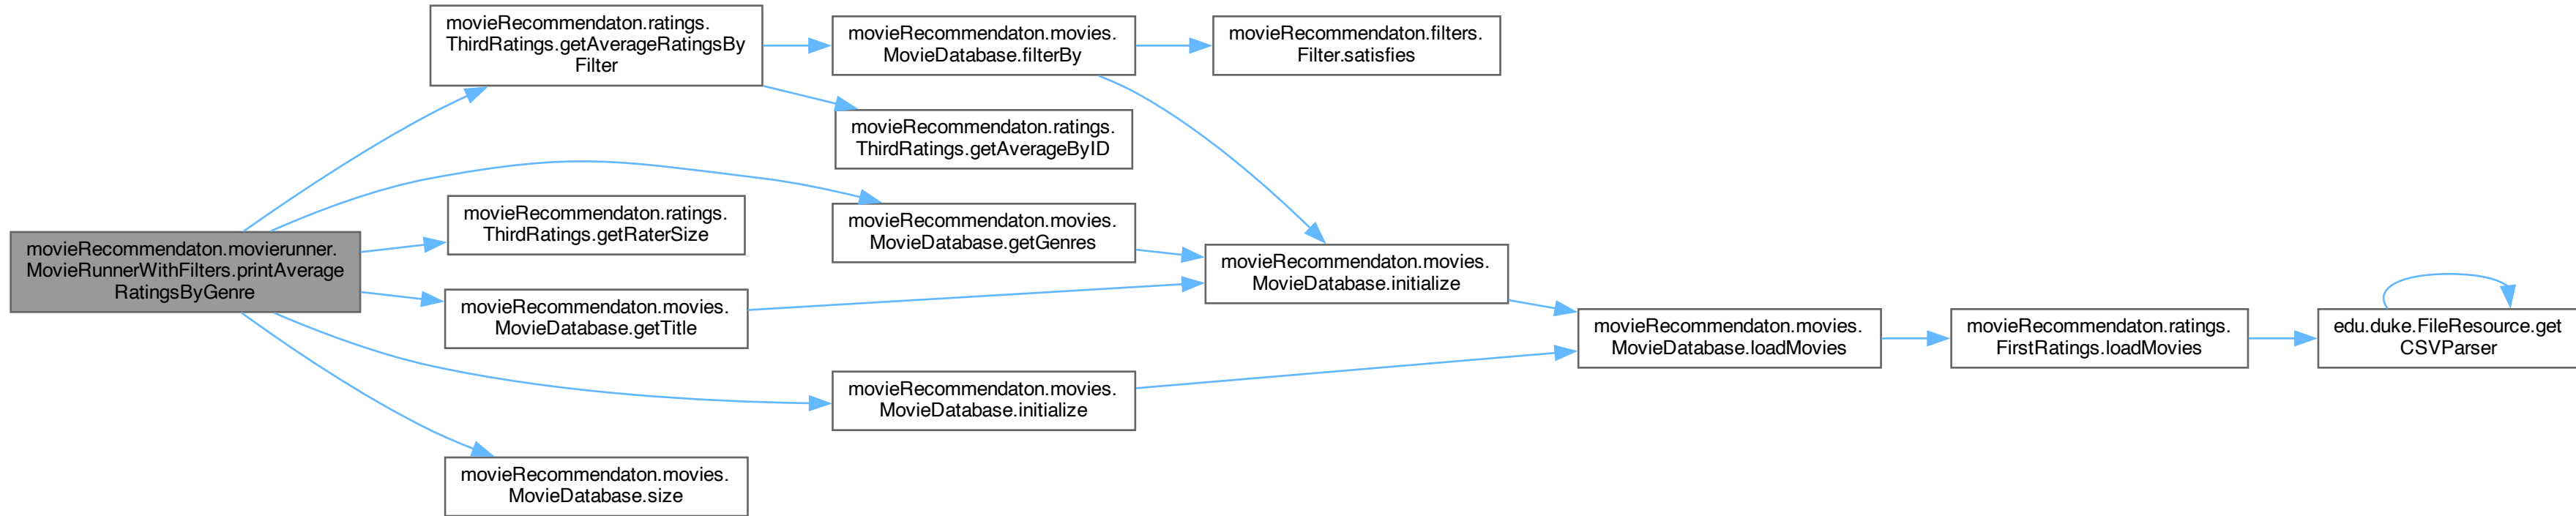 movieRecommendaton.movierunner.
MovieRunnerWithFilters.printAverage
RatingsByGenre
movieRecommendaton.ratings.
ThirdRatings.getAverageRatingsBy
Filter
movieRecommendaton.ratings.
ThirdRatings.getRaterSize
movieRecommendaton.movies.
MovieDatabase.getTitle
movieRecommendaton.movies.
MovieDatabase.size
movieRecommendaton.movies.
MovieDatabase.filterBy
movieRecommendaton.ratings.
ThirdRatings.getAverageByID
movieRecommendaton.movies.
MovieDatabase.getGenres
movieRecommendaton.movies.
MovieDatabase.initialize
movieRecommendaton.filters.
Filter.satisfies
movieRecommendaton.movies.
MovieDatabase.initialize
movieRecommendaton.movies.
MovieDatabase.loadMovies
movieRecommendaton.ratings.
FirstRatings.loadMovies
edu.duke.FileResource.get
CSVParser